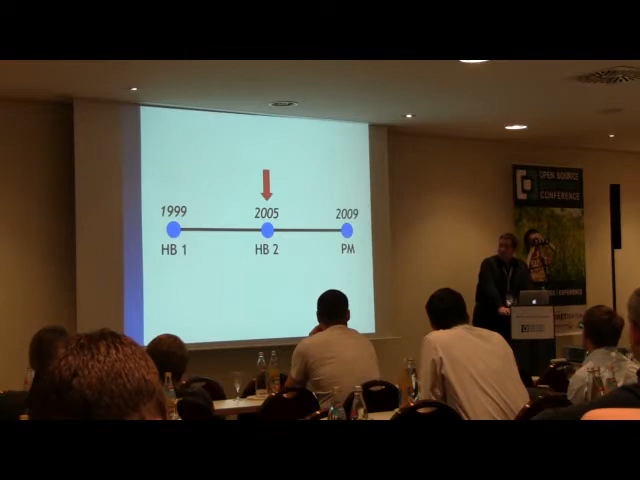 1999 2005 2009
HB 1 HB 2 PM
OPEN SOURCE
CONFERENCE